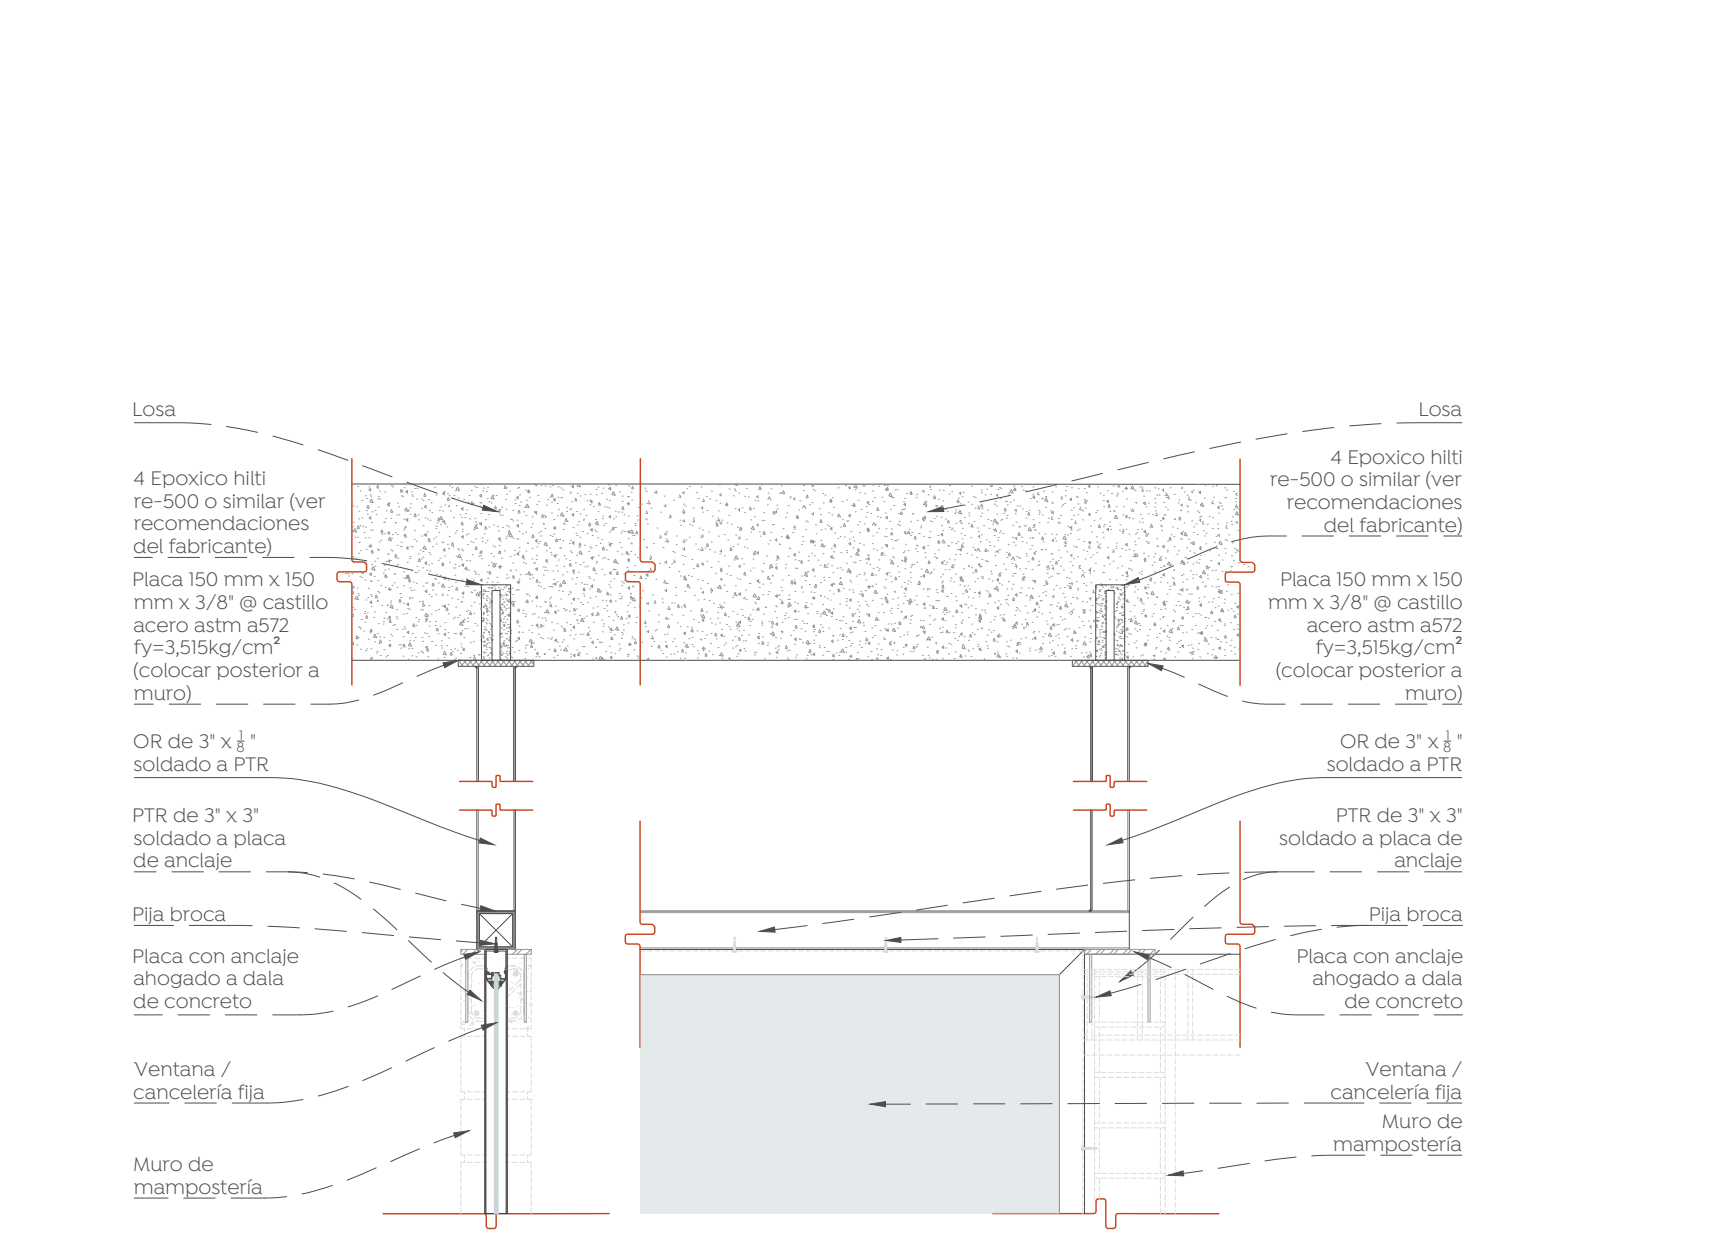 Losa
4 Epoxico hilti
re-500 o similar (ver
recomendaciones
del fabricante)
Placa 150 mm x 150
mm x 3/8" @ castillo
acero astm a572
fy=3,515kg/cm²
(colocar posterior a
muro)
OR de 3" x 1/8 "
soldado a PTR
PTR de 3" x 3"
soldado a placa
de anclaje
Pija broca
Placa con anclaje
ahogado a dala
de concreto
Ventana /
cancelería fija
Muro de
mampostería
Losa
4 Epoxico hilti
re-500 o similar (ver
recomendaciones
del fabricante)
Placa 150 mm x 150
mm x 3/8" @ castillo
acero astm a572
fy=3,515kg/cm²
(colocar posterior a
muro)
OR de 3" x 1/8 "
soldado a PTR
PTR de 3" x 3"
soldado a placa de
anclaje
Pija broca
Placa con anclaje
ahogado a dala
de concreto
Ventana /
cancelería fija
Muro de
mampostería